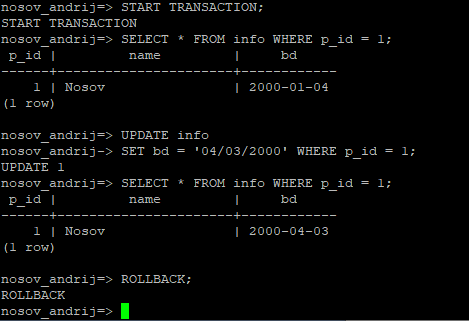 nosov_andrij=> START TRANSACTION;
START TRANSACTION
nosov_andrij=> SELECT * FROM info WHERE p_id = 1;
 p_id |         name         |     bd
------+----------------------+------------
    1 | Nosov                | 2000-01-04
(1 row)

nosov_andrij=> UPDATE info
nosov_andrij-> SET bd = '04/03/2000' WHERE p_id = 1;
UPDATE 1
nosov_andrij=> SELECT * FROM info WHERE p_id = 1;
 p_id |         name         |     bd
------+----------------------+------------
    1 | Nosov                | 2000-04-03
(1 row)

nosov_andrij=> ROLLBACK;
ROLLBACK
nosov_andrij=>